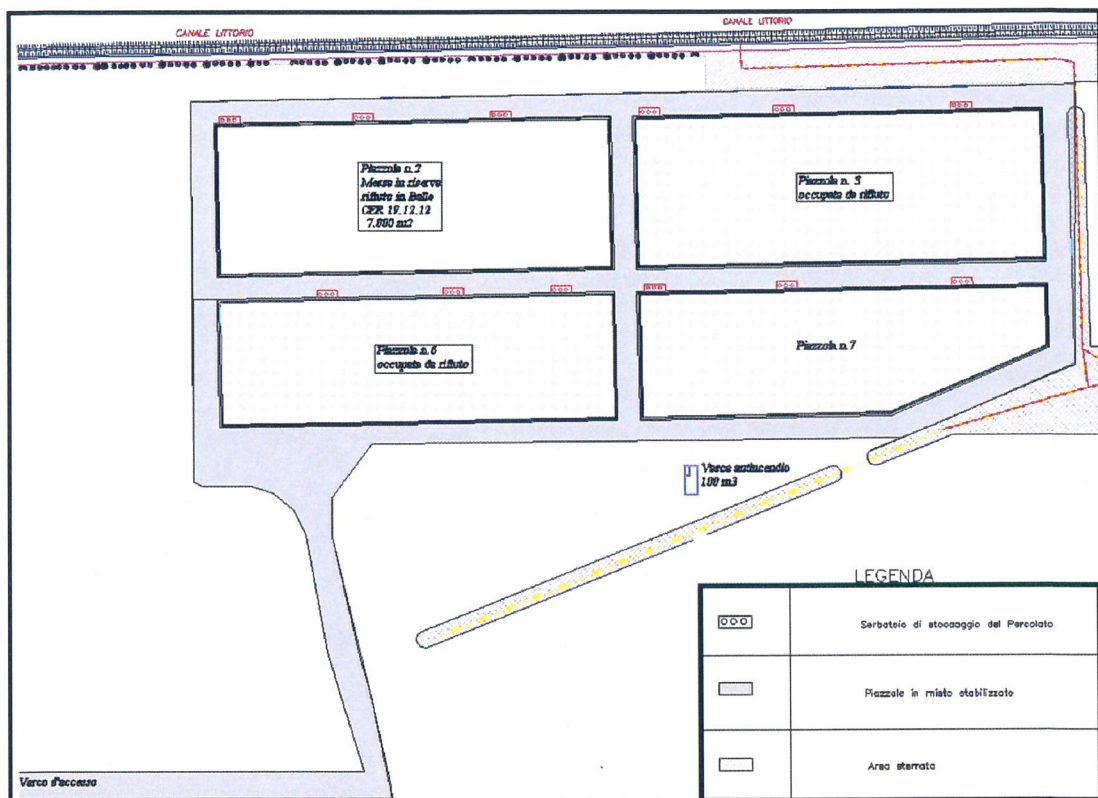 CANALE LITTORIO
CANALE LITTORIO
Piazzola n.2
Messa in riserva
rifiuto in Balle
CER 19.12.12
7.800 m2
Piazzola n.
occupata da rifiuto
Piazzola n.6
occupata da rifiuto
Piazzola n.7
Vasca antincendio
100 m3
LEGENDA
Serbatoio di stoccaggio del Percolato
Piazzale in misto stabilizzato
Area sterrata
Varco d'accesso